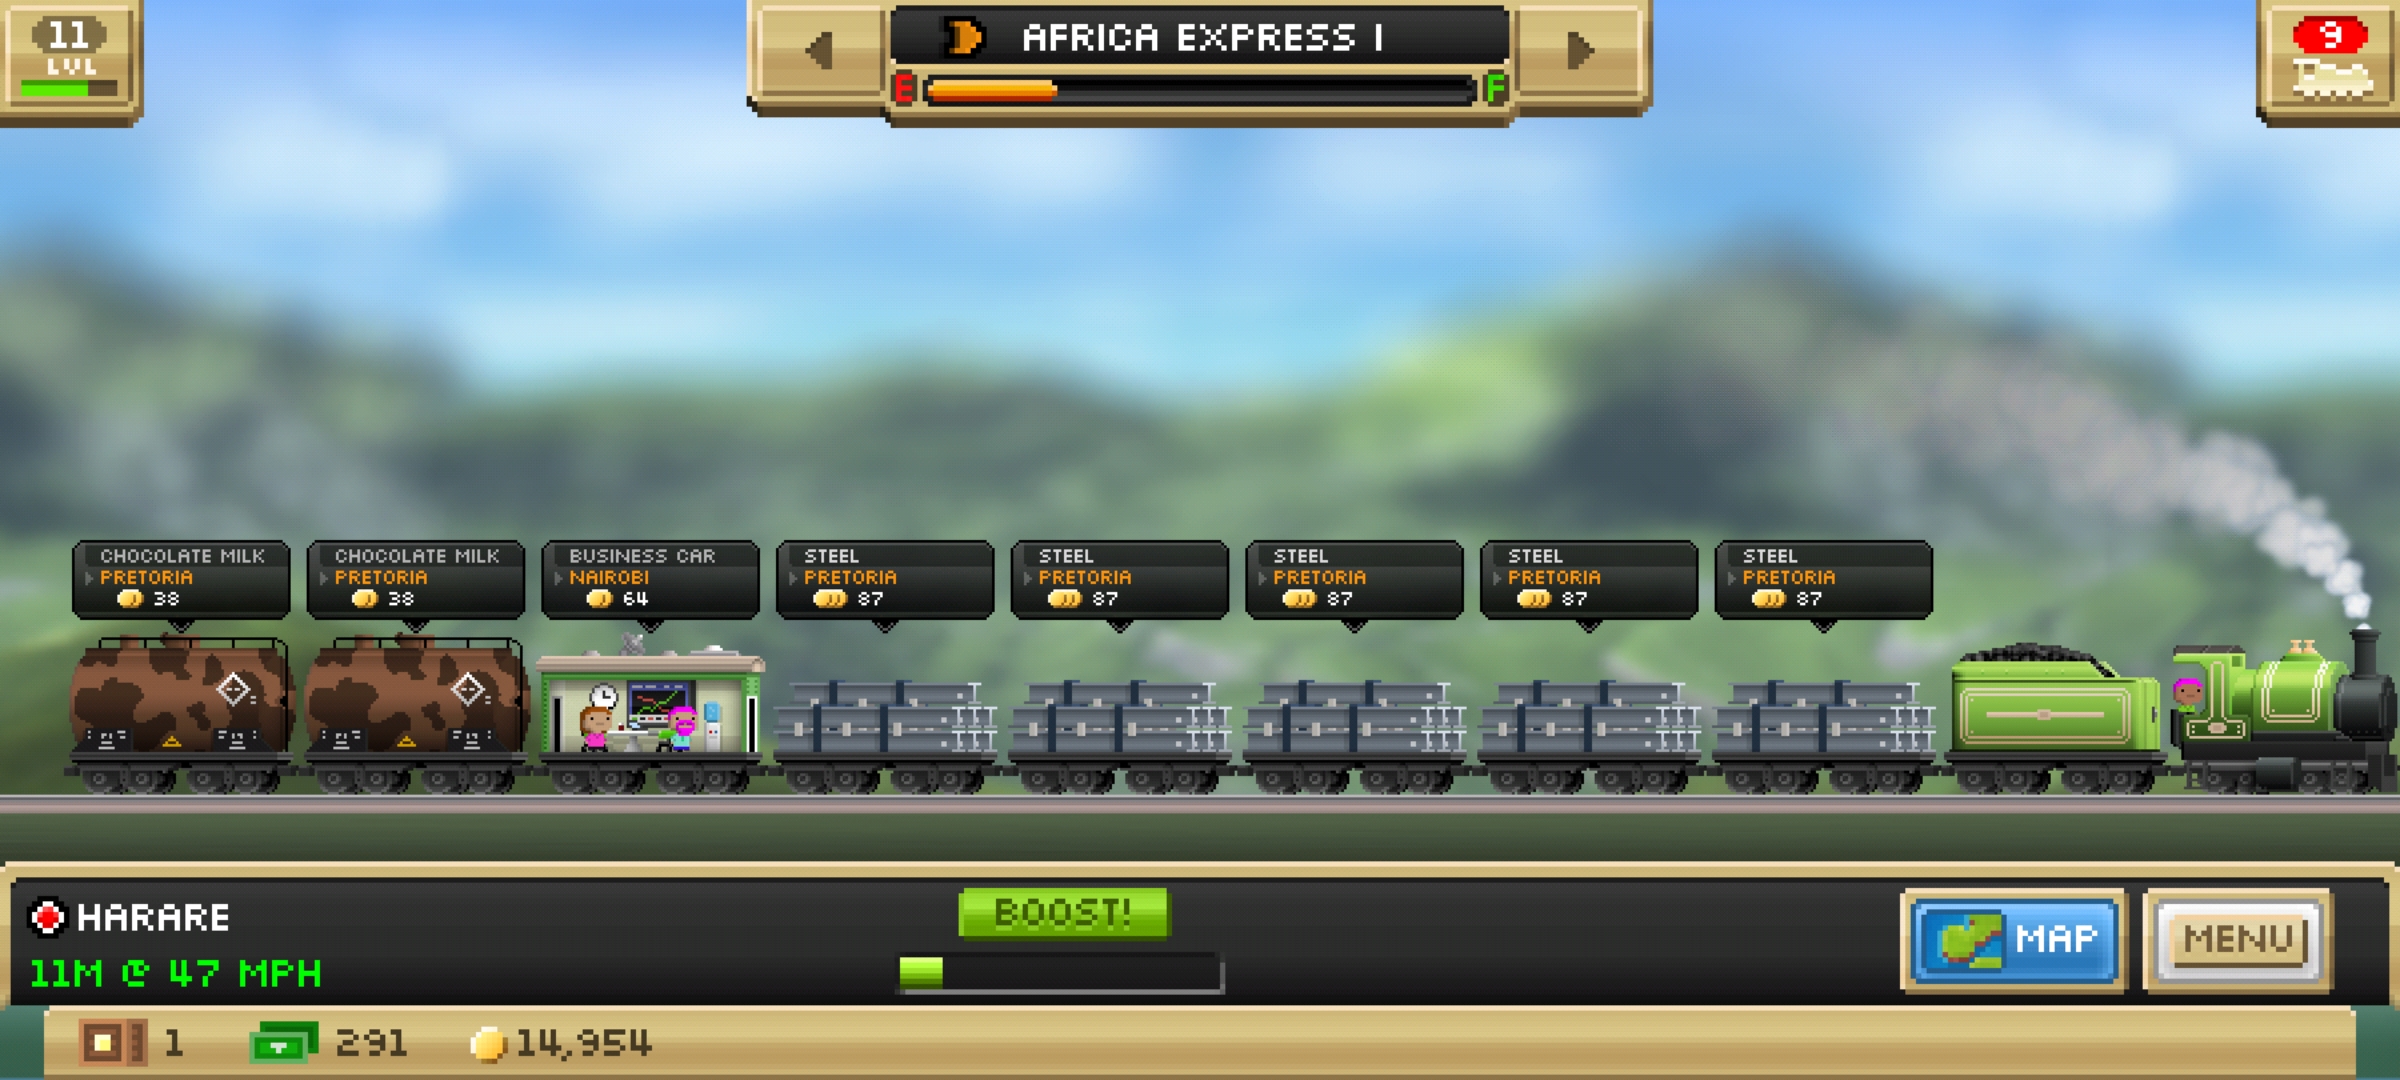 11
LVL
AFRICA EXPRESS I
E F
9
CHOCOLATE MILK
PRETORIA
38
CHOCOLATE MILK
PRETORIA
38
BUSINESS CAR
NAIROBI
64
STEEL
PRETORIA
87
STEEL
PRETORIA
87
STEEL
PRETORIA
87
STEEL
PRETORIA
87
STEEL
PRETORIA
87
HARARE
11M @ 47 MPH
BOOST!
MAP
MENU
1
291
14,954